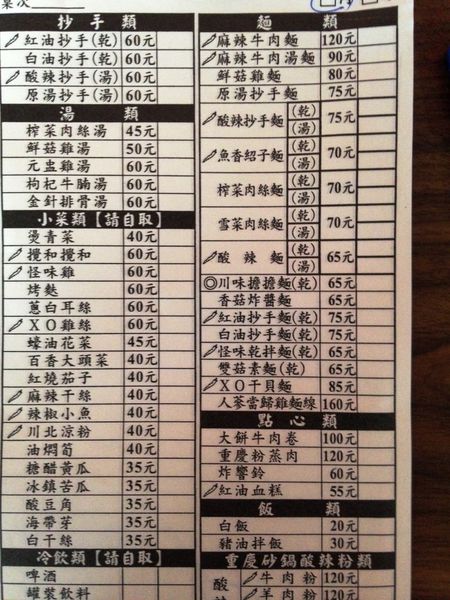 菜次
抄手類
紅油抄手(乾) 60元
白油抄手(乾) 60元
酸辣抄手(湯) 60元
原湯抄手(湯) 60元
湯類
榨菜肉絲湯 45元
鮮菇雞湯 50元
元盅雞湯 60元
枸杞牛腩湯 60元
金針排骨湯 60元
小菜類【請自取】
燙青菜 40元
攪和攪和 60元
怪味雞 60元
烤麩 60元
蔥白耳絲 60元
XO雞絲 60元
蠔油花菜 45元
百香大頭菜 40元
紅燒茄子 40元
麻辣干絲 40元
辣椒小魚 40元
川北涼粉 40元
油燜筍 40元
糖醋黃瓜 35元
冰鎮苦瓜 35元
酸豆角 35元
海帶芽 35元
白干絲 35元
冷飲類【請自取】
啤酒
罐裝飲料
麵類
麻辣牛肉麵 120元
麻辣牛肉湯麵 90元
鮮菇雞麵 80元
原湯抄手麵 75元
酸辣抄手麵 (乾) (湯) 75元
魚香紹子麵 (乾) (湯) 70元
榨菜肉絲麵 (乾) (湯) 70元
雪菜肉絲麵 (乾) (湯) 70元
酸辣麵 (乾) (湯) 65元
◎川味擔擔麵(乾) 65元
香菇炸醬麵 65元
紅油抄手麵(乾) 75元
白油抄手麵(乾) 75元
怪味乾拌麵(乾) 65元
雙菇素麵(乾) 65元
XO干貝麵 85元
人蔘當歸雞麵線 160元
點心類
大餅牛肉卷 100元
重慶粉蒸肉 120元
炸響鈴 60元
紅油血糕 55元
飯類
白飯 20元
豬油拌飯 30元
重慶砂鍋酸辣粉類
酸
牛肉粉 120元
羊肉粉 120元